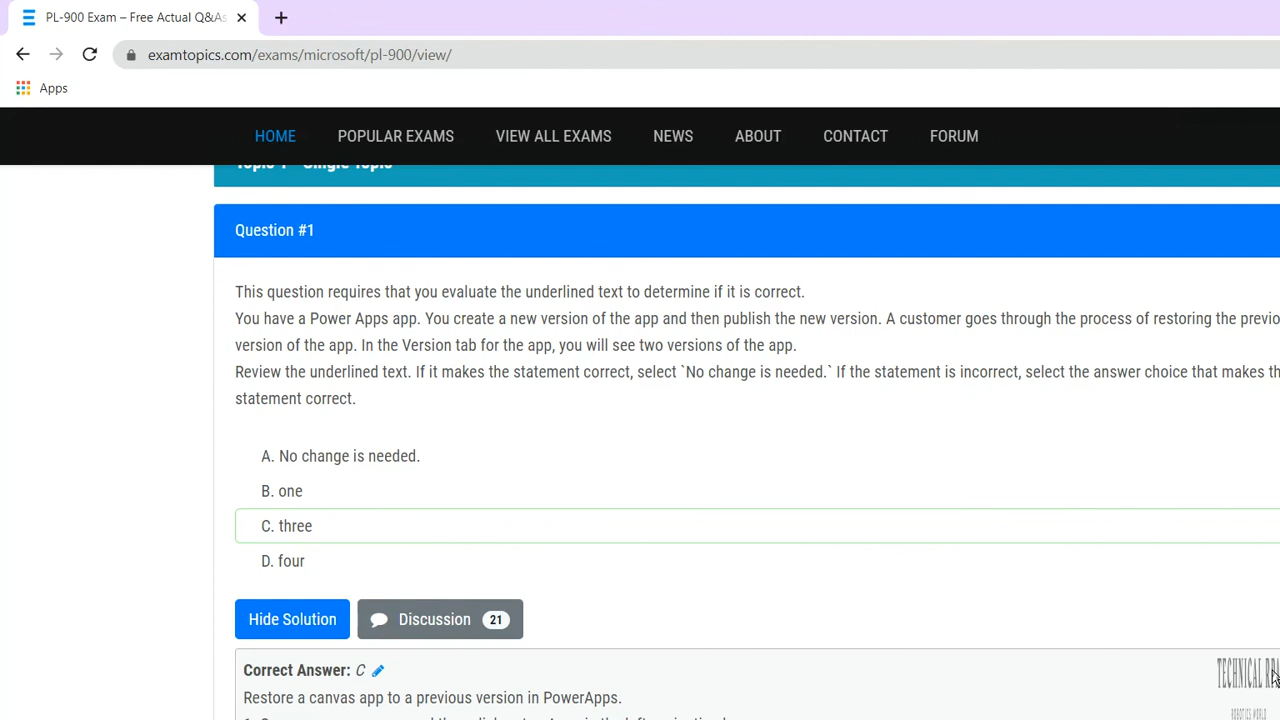 PL-900 Exam – Free Actual Q&As
examtopics.com/exams/microsoft/pl-900/view/
Apps
HOME POPULAR EXAMS VIEW ALL EXAMS NEWS ABOUT CONTACT FORUM
Topic 1 - Single Topic
Question #1
This question requires that you evaluate the underlined text to determine if it is correct.
You have a Power Apps app. You create a new version of the app and then publish the new version. A customer goes through the process of restoring the previo
version of the app. In the Version tab for the app, you will see two versions of the app.
Review the underlined text. If it makes the statement correct, select `No change is needed.` If the statement is incorrect, select the answer choice that makes th
statement correct.
A. No change is needed.
B. one
C. three
D. four
Hide Solution Discussion 21
Correct Answer: C
TECHNICAL
Restore a canvas app to a previous version in PowerApps.
ROBOTICS WORLD